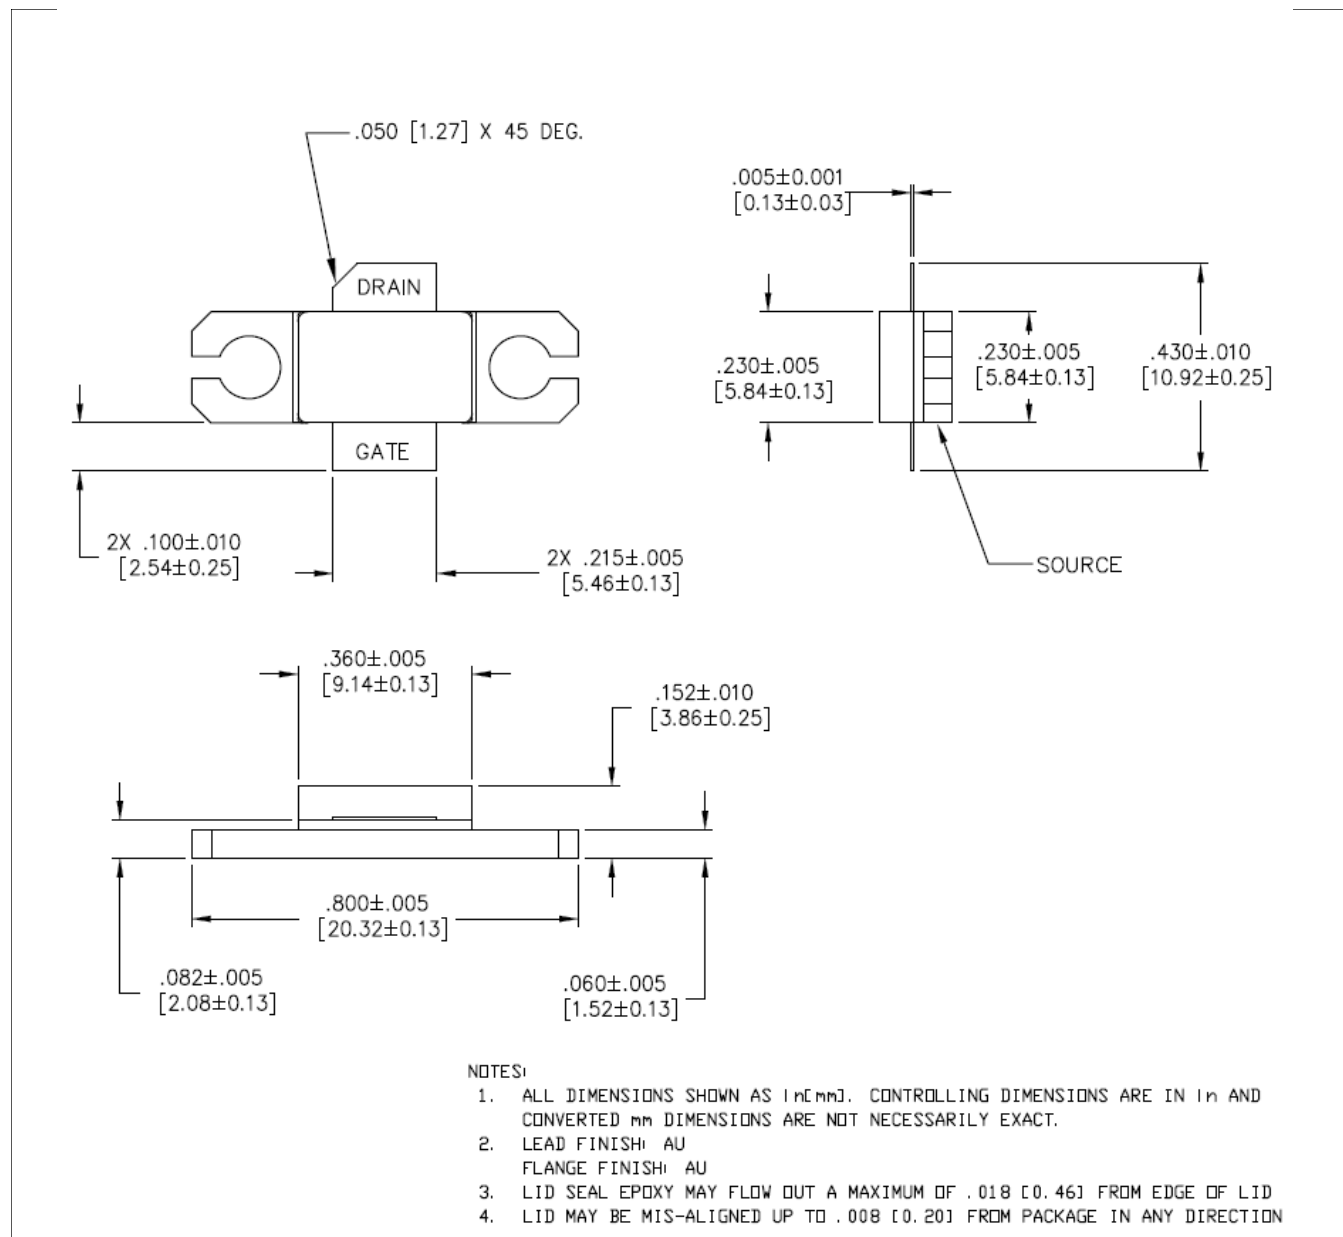 .050 [1.27] X 45 DEG.
.005±0.001
[0.13±0.03]
DRAIN
.230±.005
[5.84±0.13]
.230±.005
[5.84±0.13]
.430±.010
[10.92±0.25]
GATE
2X .100±.010
[2.54±0.25]
2X .215±.005
[5.46±0.13]
SOURCE
.360±.005
[9.14±0.13]
.152±.010
[3.86±0.25]
.800±.005
[20.32±0.13]
.082±.005
[2.08±0.13]
.060±.005
[1.52±0.13]
NOTES:
1. ALL DIMENSIONS SHOWN AS in[mm]. CONTROLLING DIMENSIONS ARE IN in AND
CONVERTED mm DIMENSIONS ARE NOT NECESSARILY EXACT.
2. LEAD FINISH: AU
FLANGE FINISH: AU
3. LID SEAL EPOXY MAY FLOW OUT A MAXIMUM OF .018 [0.46] FROM EDGE OF LID
4. LID MAY BE MIS-ALIGNED UP TO .008 [0.20] FROM PACKAGE IN ANY DIRECTION